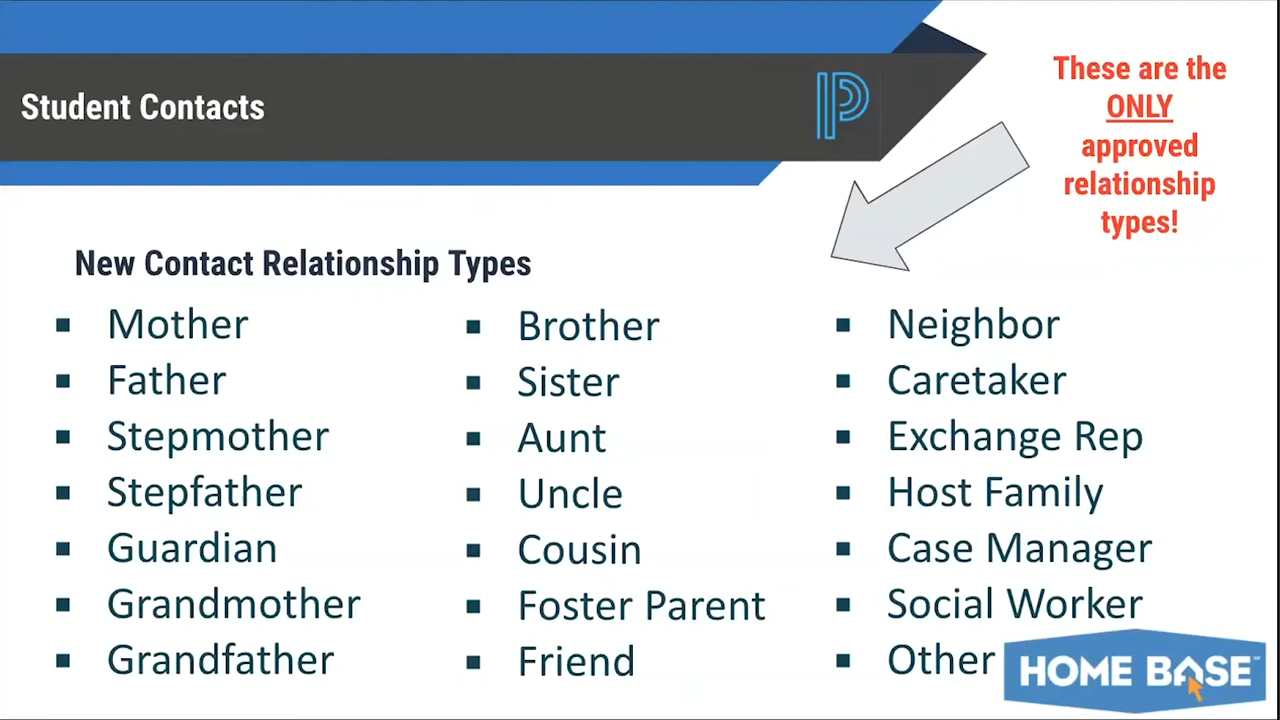 Student Contacts
These are the
ONLY
approved
relationship
types!
New Contact Relationship Types
Mother
Father
Stepmother
Stepfather
Guardian
Grandmother
Grandfather
Brother
Sister
Aunt
Uncle
Cousin
Foster Parent
Friend
Neighbor
Caretaker
Exchange Rep
Host Family
Case Manager
Social Worker
Other
HOME BASE